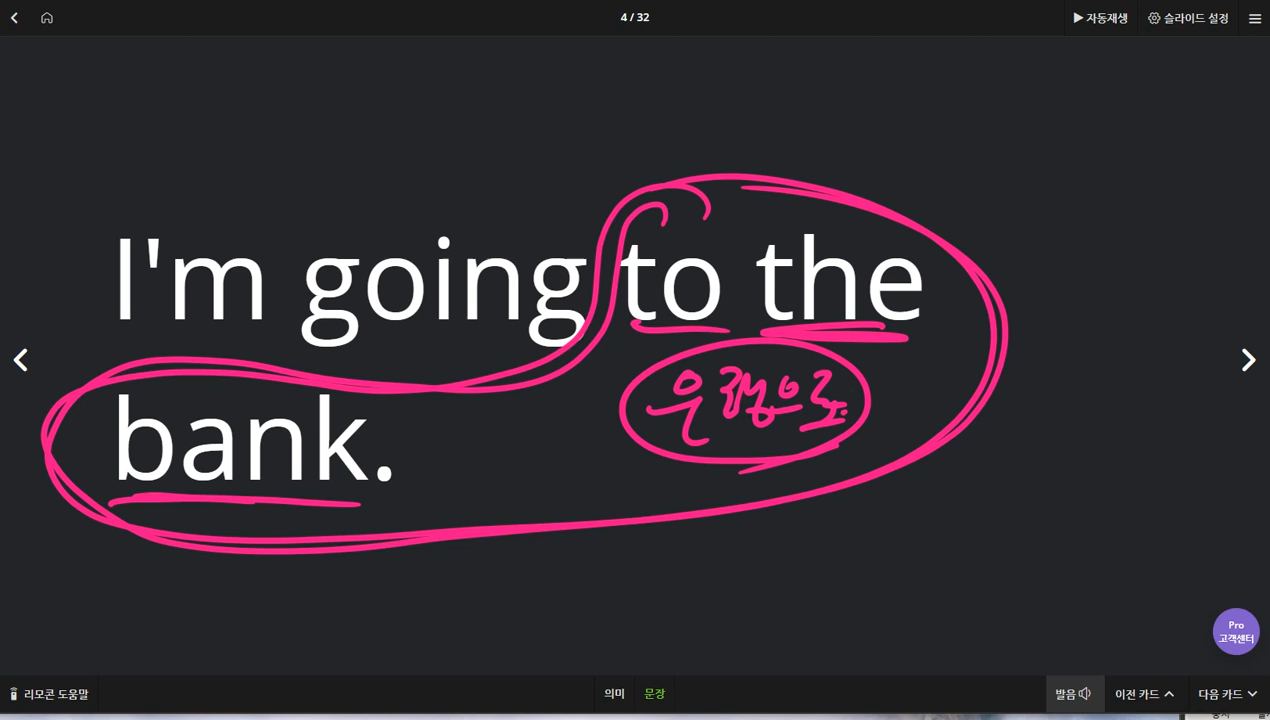 4 / 32
▶ 자동재생
슬라이드 설정
I'm going to the
은행으로
bank.
Pro
고객센터
리모콘 도움말
의미
문장
발음
이전 카드
다음 카드